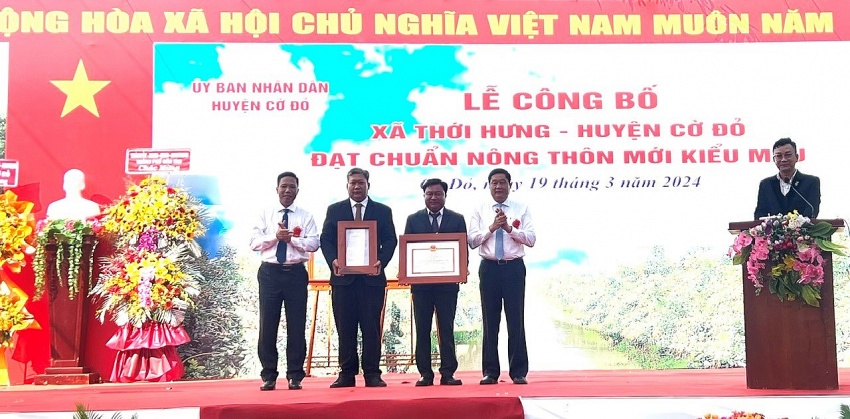 ỘNG HÒA XÃ HỘI CHỦ NGHĨA VIỆT NAM MUÔN NĂM
ỦY BAN NHÂN DÂN
HUYỆN CỜ ĐỎ
LỄ CÔNG BỐ
XÃ THỚI HƯNG - HUYỆN CỜ ĐỎ
ĐẠT CHUẨN NÔNG THÔN MỚI KIỂU MẪU
Cờ Đỏ, ngày 19 tháng 3 năm 2024